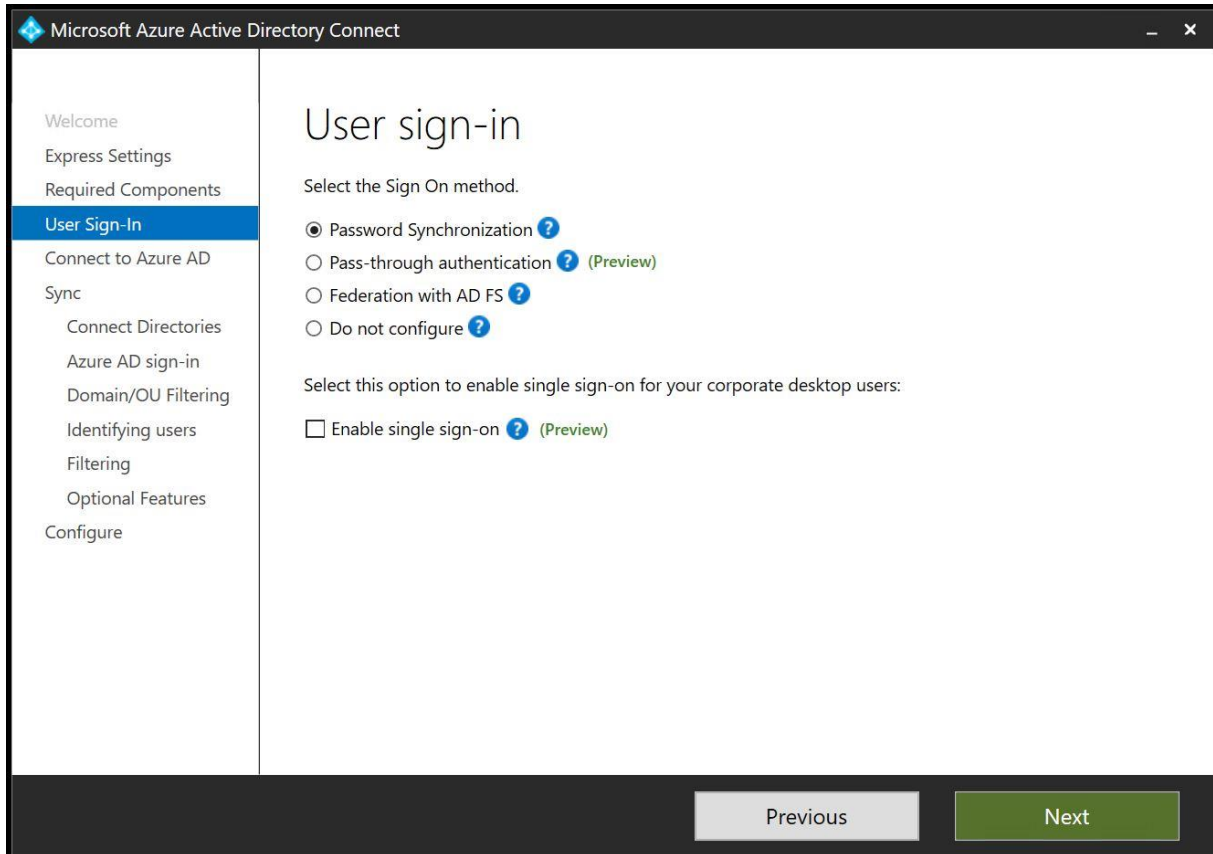 Microsoft Azure Active Directory Connect
Welcome
Express Settings
Required Components
User Sign-In
Connect to Azure AD
Sync
Connect Directories
Azure AD sign-in
Domain/OU Filtering
Identifying users
Filtering
Optional Features
Configure
User sign-in
Select the Sign On method.
Password Synchronization ?
Pass-through authentication ? (Preview)
Federation with AD FS ?
Do not configure ?
Select this option to enable single sign-on for your corporate desktop users:
Enable single sign-on ? (Preview)
Previous
Next